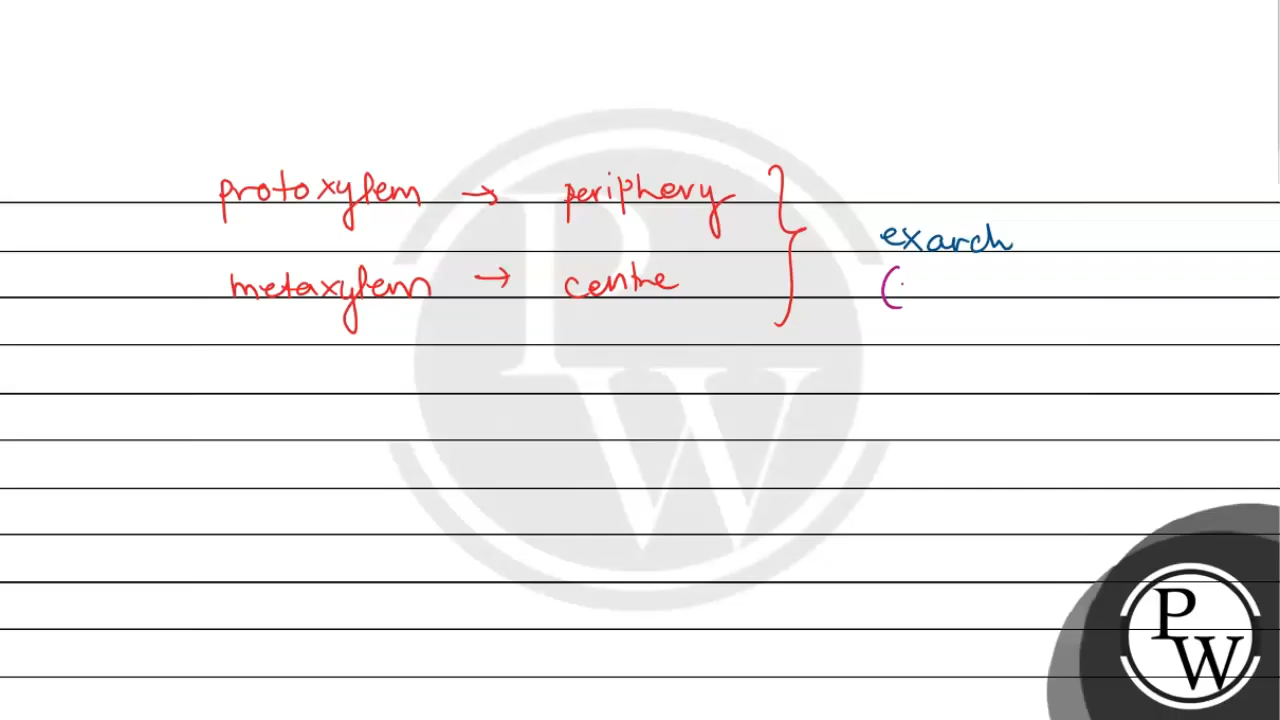 protoxylem → periphery
exarch
metaxylem → centre
(
P
W
P
W